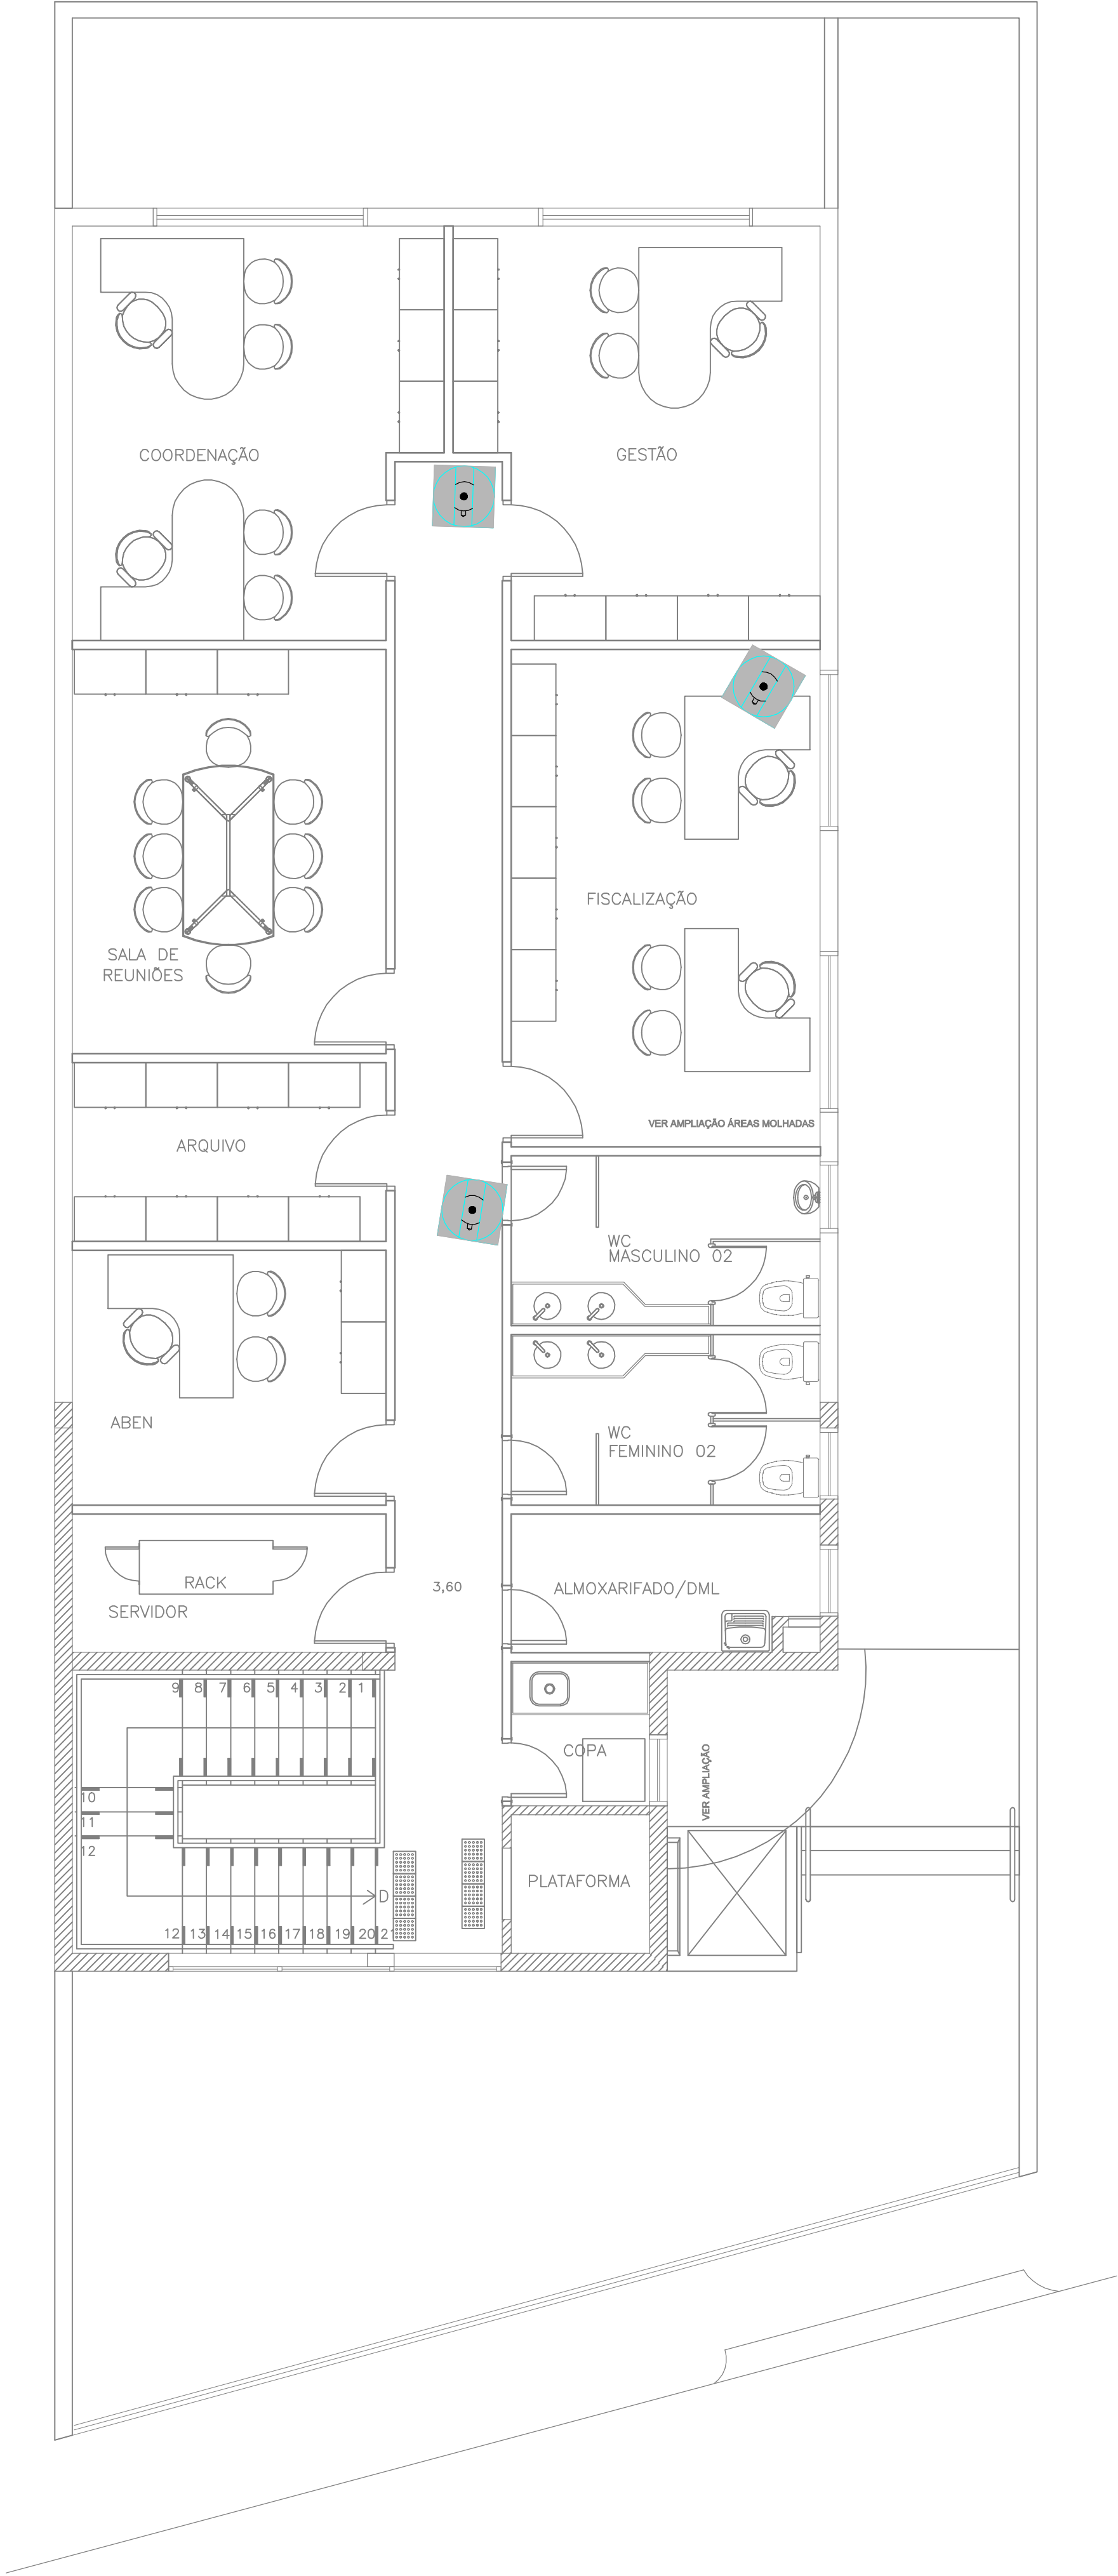 COORDENAÇÃO
GESTÃO
FISCALIZAÇÃO
SALA DE
REUNIÕES
VER AMPLIAÇÃO ÁREAS MOLHADAS
ARQUIVO
WC
MASCULINO 02
ABEN
WC
FEMININO 02
RACK
3,60
ALMOXARIFADO/DML
SERVIDOR
9 8 7 6 5 4 3 2 1
COPA
VER AMPLIAÇÃO
10
11
12
PLATAFORMA
D
12 13 14 15 16 17 18 19 20 21